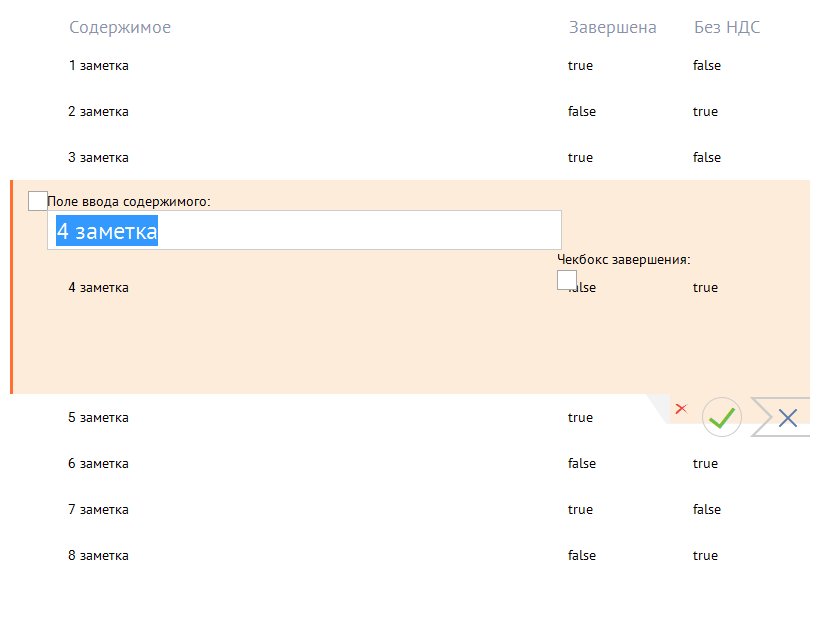 Содержимое Завершена Без НДС
1 заметка true false
2 заметка false true
3 заметка true false
Поле ввода содержимого:
4 заметка
Чекбокс завершения:
4 заметка false true
5 заметка true
6 заметка false true
7 заметка true false
8 заметка false true